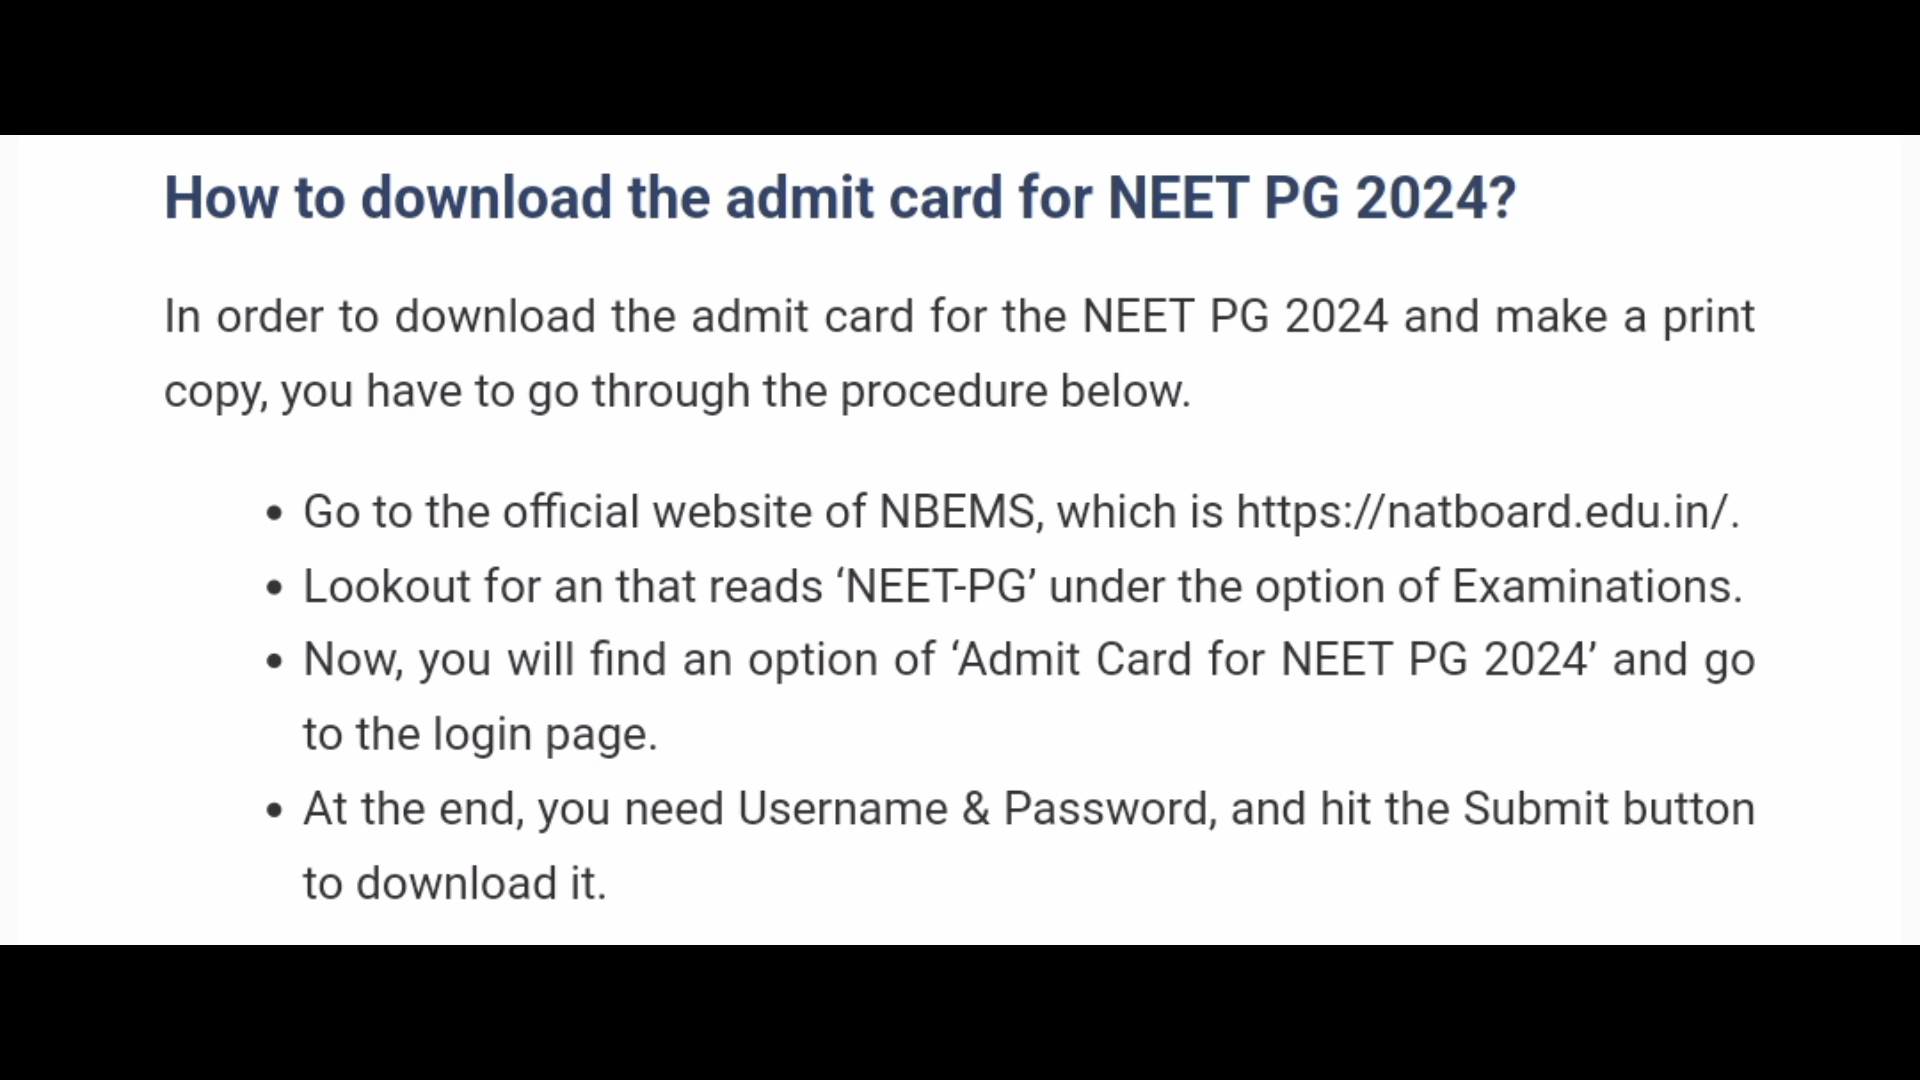 How to download the admit card for NEET PG 2024?
In order to download the admit card for the NEET PG 2024 and make a print
copy, you have to go through the procedure below.
• Go to the official website of NBEMS, which is https://natboard.edu.in/.
• Lookout for an that reads ‘NEET-PG’ under the option of Examinations.
• Now, you will find an option of ‘Admit Card for NEET PG 2024’ and go
to the login page.
• At the end, you need Username & Password, and hit the Submit button
to download it.